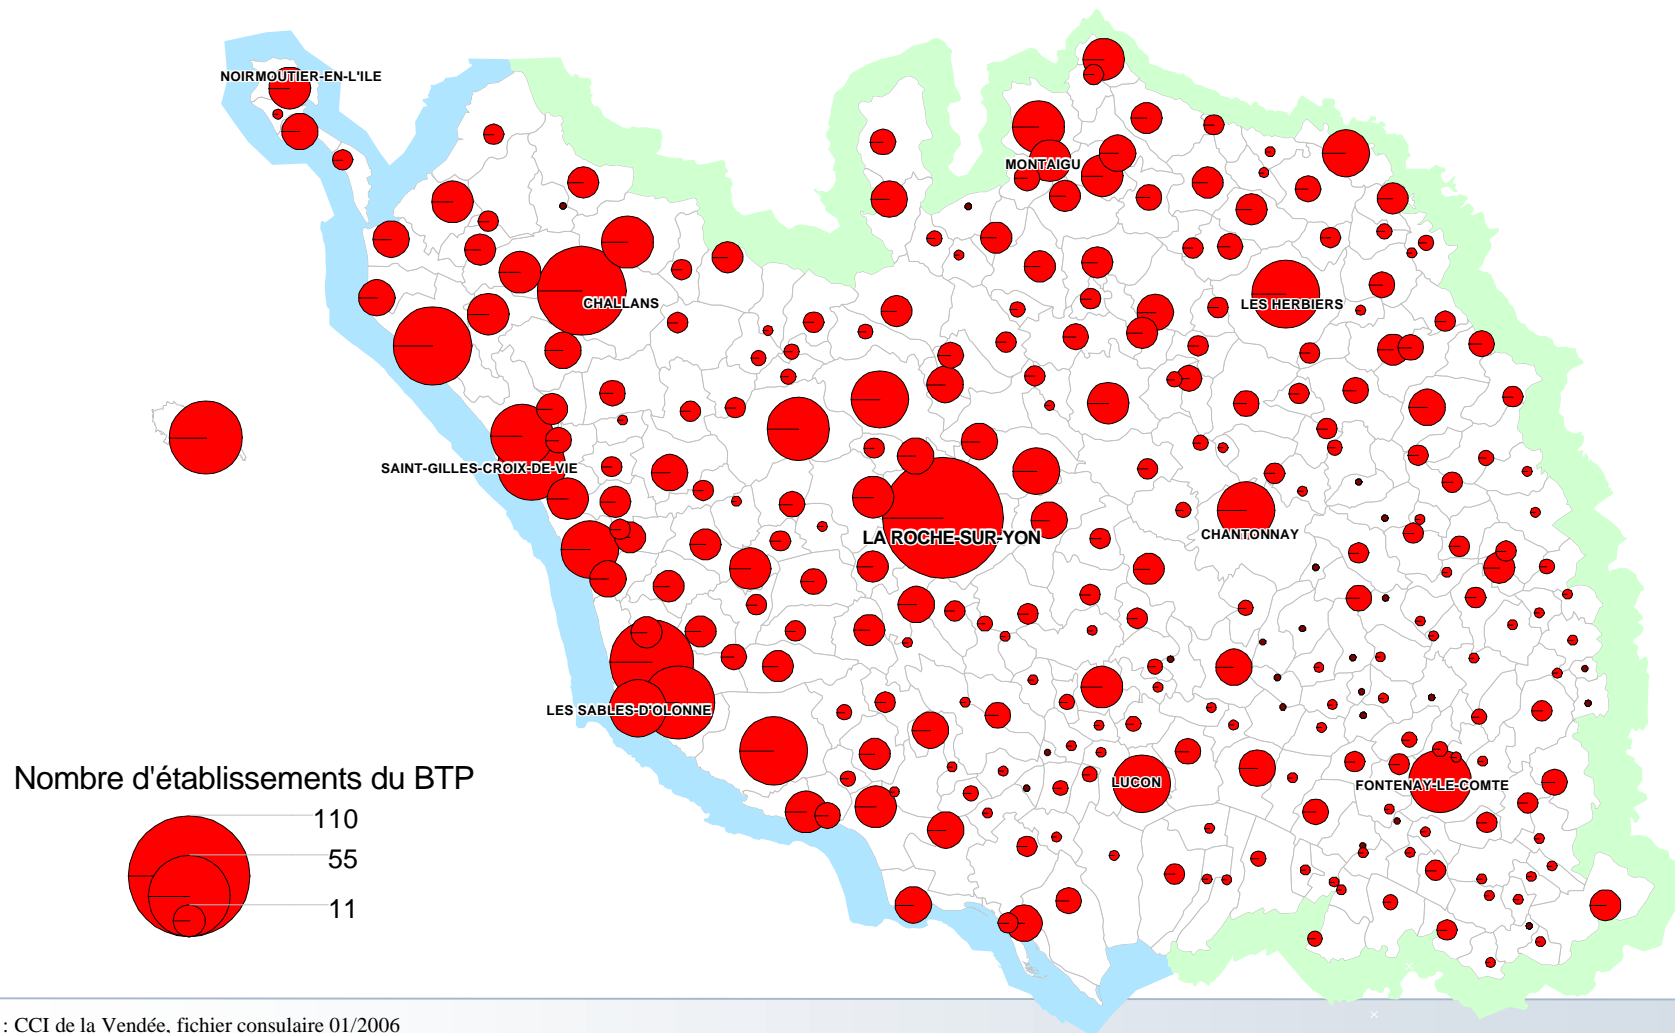 NOIRMOUTIER-EN-L'ILE
MONTAIGU
CHALLANS
LES HERBIERS
SAINT-GILLES-CROIX-DE-VIE
LA ROCHE-SUR-YON
CHANTONNAY
LES SABLES-D'OLONNE
LUCON
FONTENAY-LE-COMTE
Nombre d'établissements du BTP
110
55
11
: CCI de la Vendée, fichier consulaire 01/2006